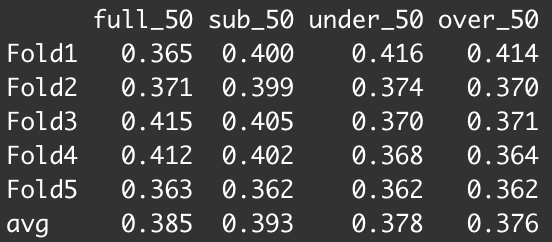 full_50 sub_50 under_50 over_50
Fold1 0.365 0.400 0.416 0.414
Fold2 0.371 0.399 0.374 0.370
Fold3 0.415 0.405 0.370 0.371
Fold4 0.412 0.402 0.368 0.364
Fold5 0.363 0.362 0.362 0.362
avg 0.385 0.393 0.378 0.376